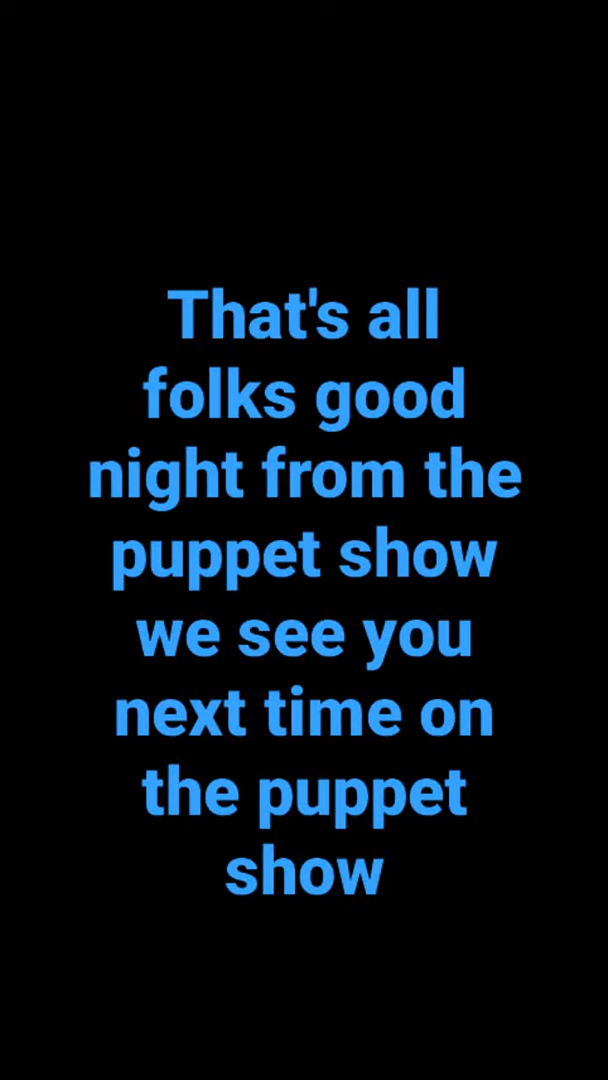 That's all
folks good
night from the
puppet show
we see you
next time on
the puppet
show